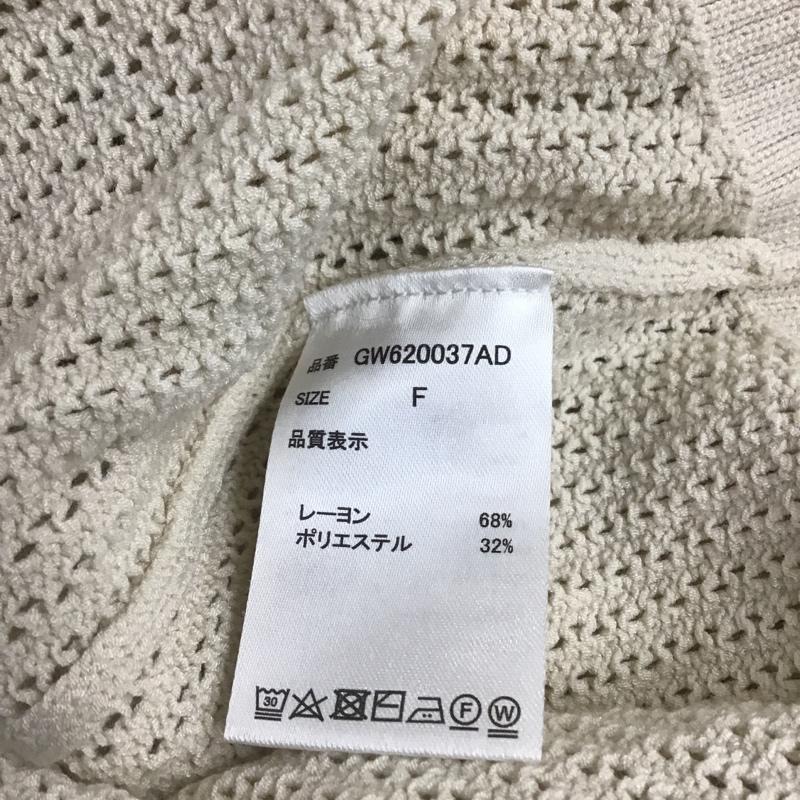 品番 GW620037AD
SIZE F
品質表示
レーヨン 68%
ポリエステル 32%
30 F W